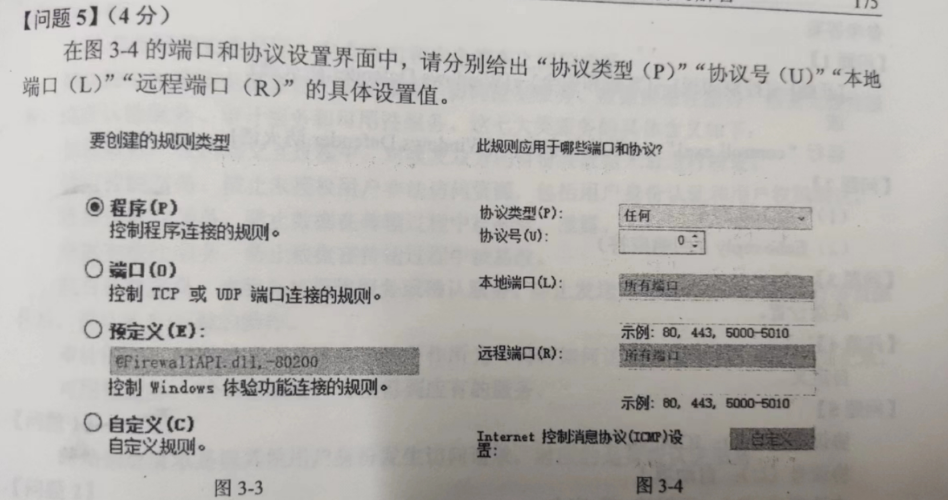 175
【问题5】（4分）
在图3-4的端口和协议设置界面中，请分别给出“协议类型（P）”“协议号（U）”“本地
端口（L）”“远程端口（R）”的具体设置值。
要创建的规则类型
程序(P)
控制程序连接的规则。
端口(O)
控制 TCP 或 UDP 端口连接的规则。
预定义(E)：
@FirewallAPI.dll,-80200
控制 Windows 体验功能连接的规则。
自定义(C)
自定义规则。
图3-3
此规则应用于哪些端口和协议?
协议类型(P)： 任何
协议号(U)： 0
本地端口(L)： 所有端口
示例: 80, 443, 5000-5010
远程端口(R)： 所有端口
示例: 80, 443, 5000-5010
Internet 控制消息协议(ICMP)设 自定义
置：
图3-4